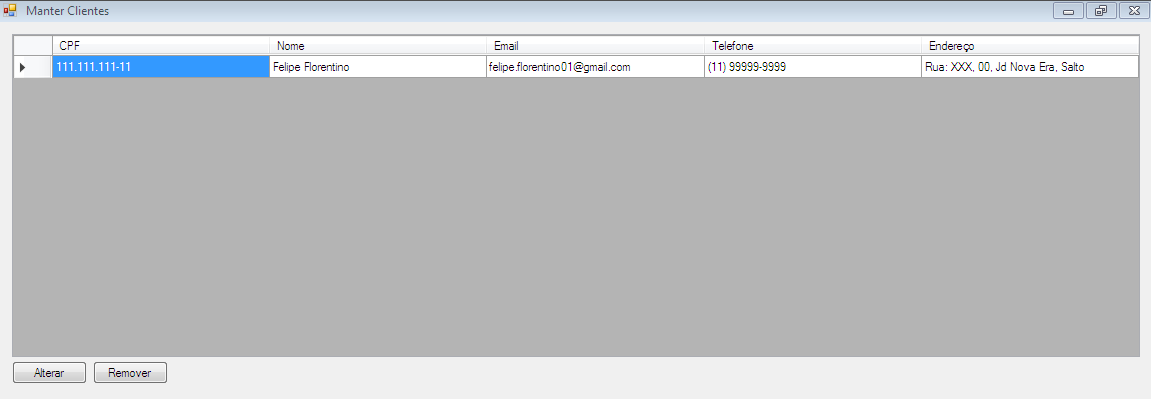 Manter Clientes
CPF Nome Email Telefone Endereço
111.111.111-11 Felipe Florentino felipe.florentino01@gmail.com (11) 99999-9999 Rua: XXX, 00, Jd Nova Era, Salto
Alterar Remover